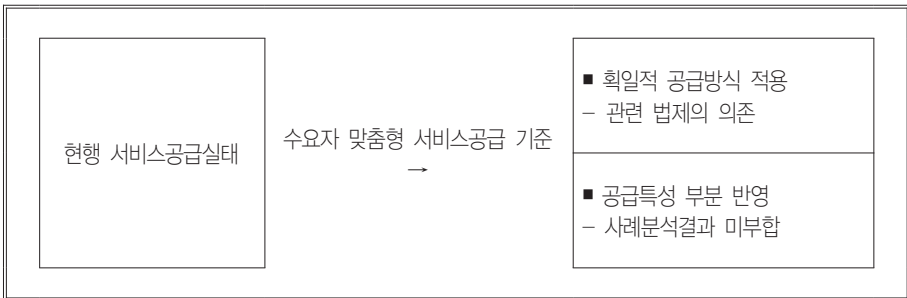 현행 서비스공급실태
수요자 맞춤형 서비스공급 기준
→
■ 획일적 공급방식 적용
– 관련 법제의 의존
■ 공급특성 부분 반영
– 사례분석결과 미부합